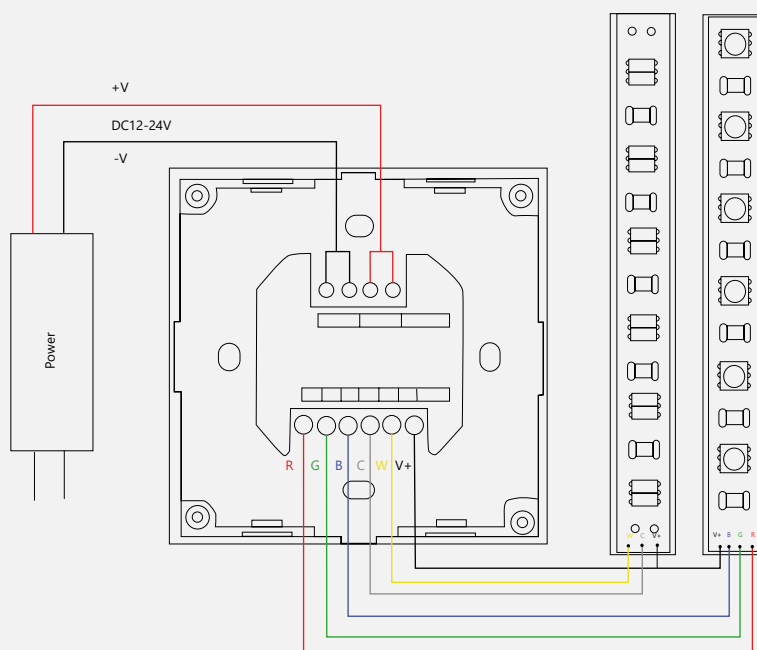 +V
DC12-24V
-V
Power
R G B C W V+
W C V+
V+ B G R